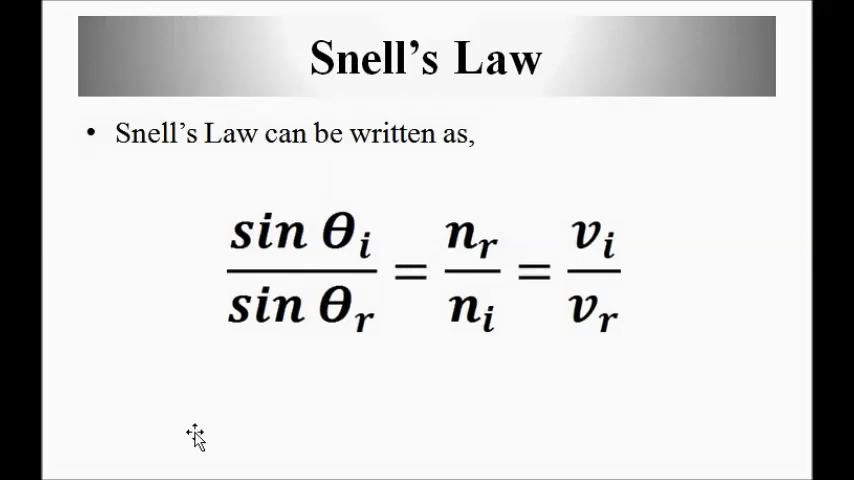 Snell's Law
• Snell's Law can be written as,
sin θᵢ / sin θᵣ = nᵣ / nᵢ = vᵢ / vᵣ